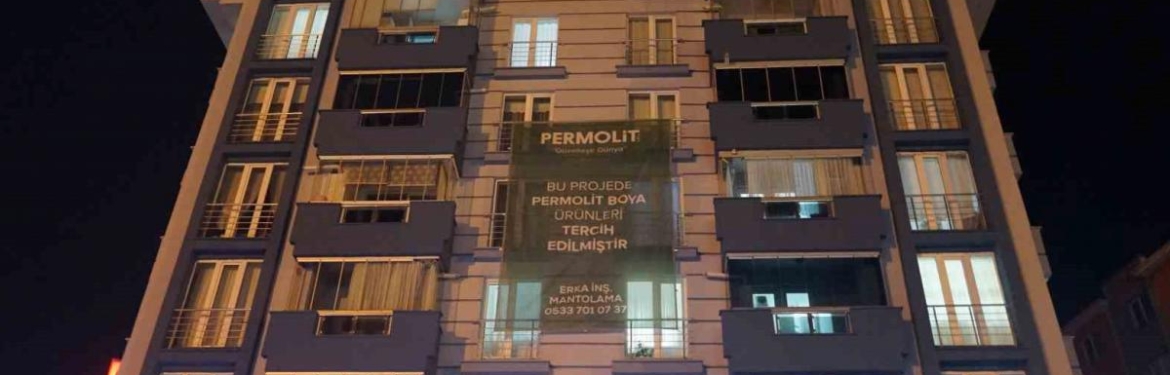 PERMOLİT
BU PROJEDE
PERMOLİT BOYA
ÜRÜNLERİ
TERCİH
EDİLMİŞTİR
ERKA İNŞ.
MANTOLAMA
0533 701 07 37